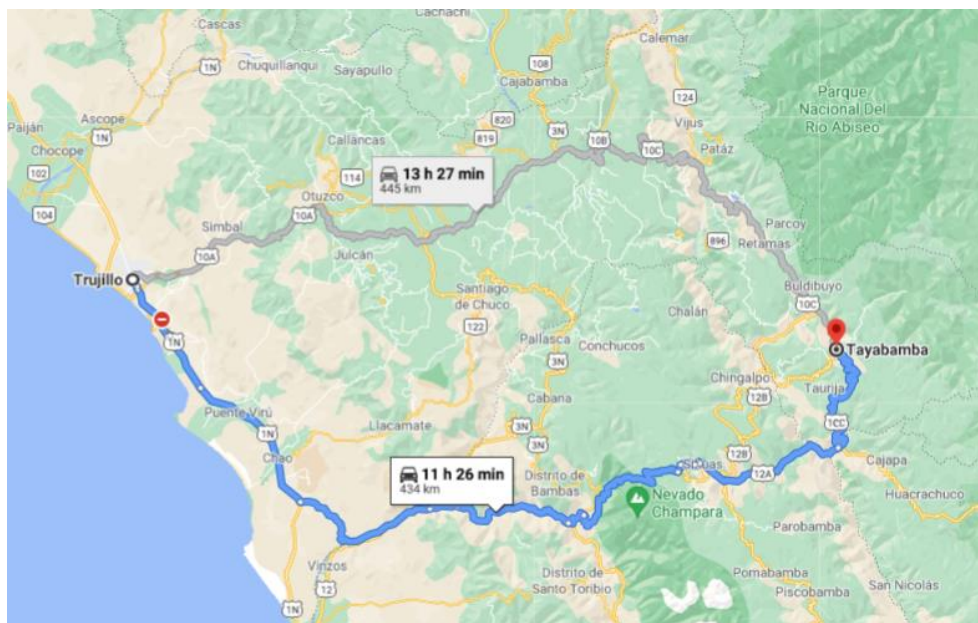 Cachachi
Cascas
1N
Chuquillanqui
Sayapullo
108
Calemar
Cajabamba
124
Parque
Nacional Del
Rio Abiseo
Paiján
Ascope
1N
820
819
3N
10B
10C
Vijus
Pataz
Chocope
102
Callancas
114
13 h 27 min
445 km
104
Simbal
Otuzco
10A
10A
Julcán
896
Parcoy
Retamas
Trujillo
Santiago
de Chuco
Buldibuyo
10C
Chalán
1N
122
Pallasca
Conchucos
Tayabamba
3N
Chingalpo
12B
Taurija
Puente Virú
1N
Cabana
Llacamate
3N
3N
1CC
Chao
11 h 26 min
434 km
Distrito de
Bambas
12B
12A
Cajapa
1N
Nevado
Champara
Huacrachuco
Parobamba
Vinzos
12
Distrito de
Santo Toribio
Pomabamba
Piscobamba
San Nicolás
1N